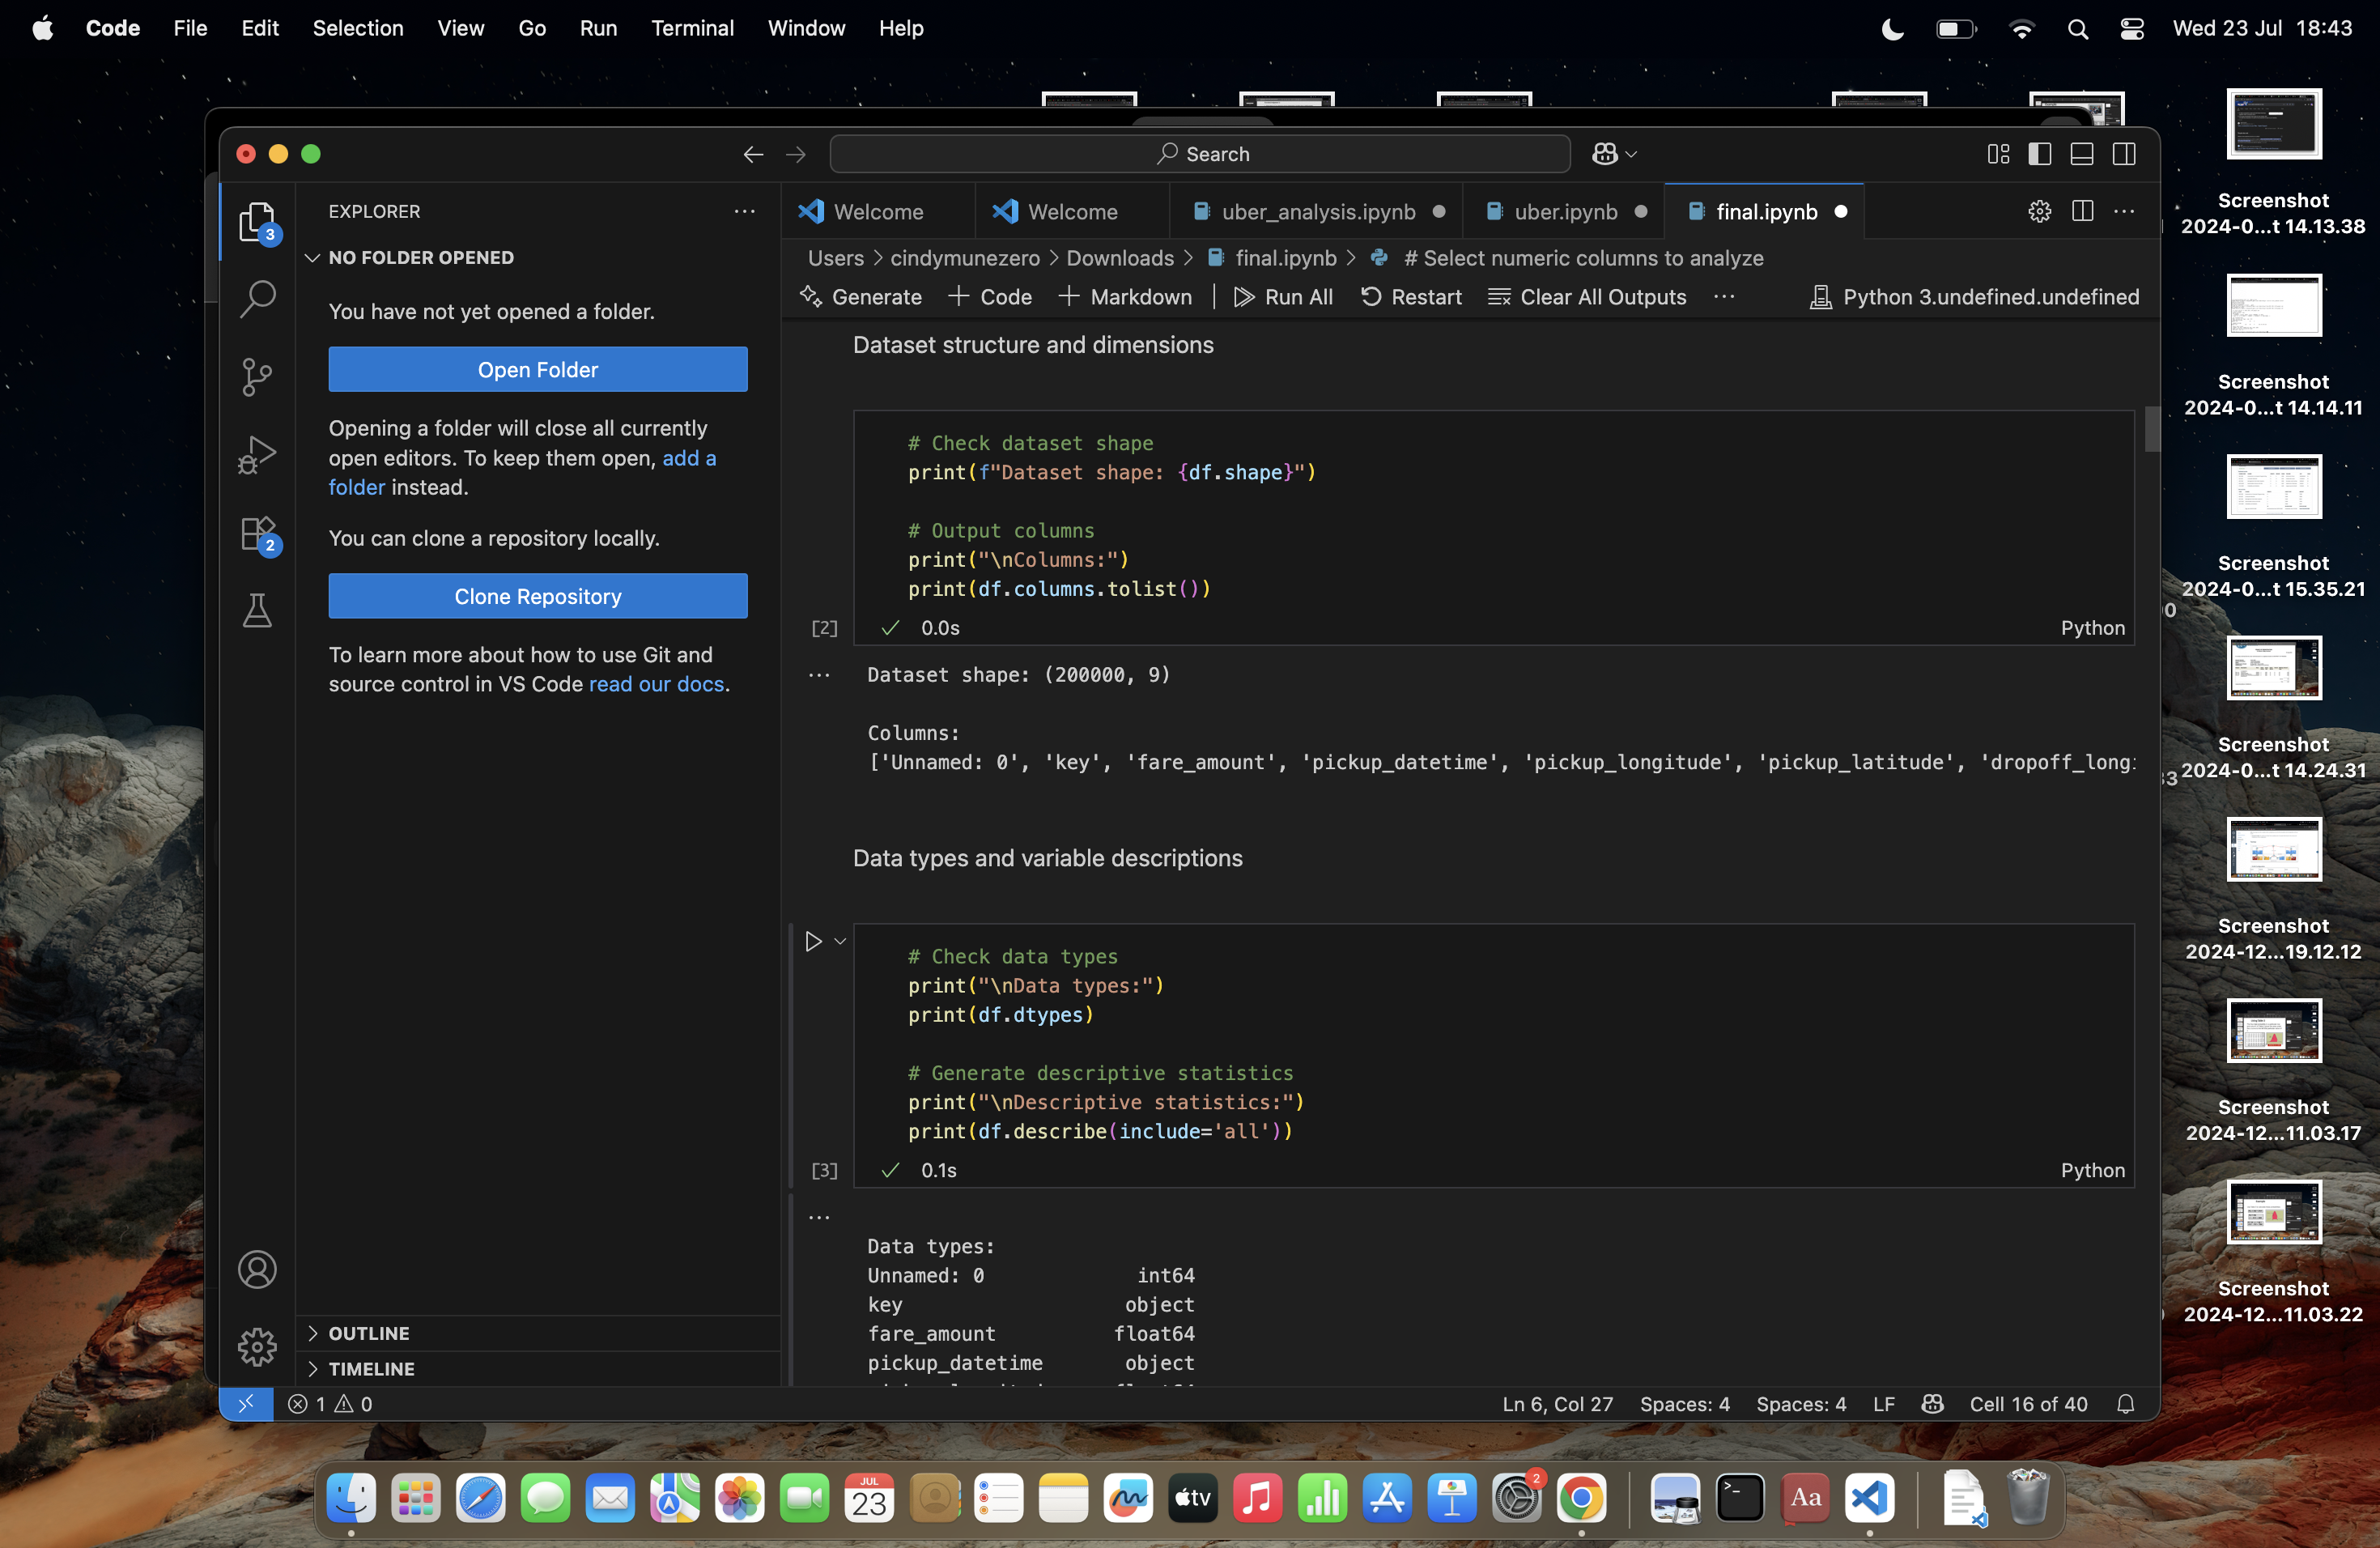 Code File Edit Selection View Go Run Terminal Window Help
Wed 23 Jul 18:43
Search
EXPLORER
NO FOLDER OPENED
You have not yet opened a folder.
Open Folder
Opening a folder will close all currently
open editors. To keep them open, add a
folder instead.
You can clone a repository locally.
Clone Repository
To learn more about how to use Git and
source control in VS Code read our docs.
OUTLINE
TIMELINE
3
2
Welcome Welcome uber_analysis.ipynb uber.ipynb final.ipynb
Users > cindymunezero > Downloads > final.ipynb > # Select numeric columns to analyze
Generate + Code + Markdown | Run All Restart Clear All Outputs ... Python 3.undefined.undefined
Dataset structure and dimensions
# Check dataset shape
print(f"Dataset shape: {df.shape}")
# Output columns
print("\nColumns:")
print(df.columns.tolist())
[2] ✓ 0.0s Python
... Dataset shape: (200000, 9)
Columns:
['Unnamed: 0', 'key', 'fare_amount', 'pickup_datetime', 'pickup_longitude', 'pickup_latitude', 'dropoff_longi
Data types and variable descriptions
# Check data types
print("\nData types:")
print(df.dtypes)
# Generate descriptive statistics
print("\nDescriptive statistics:")
print(df.describe(include='all'))
[3] ✓ 0.1s Python
...
Data types:
Unnamed: 0 int64
key object
fare_amount float64
pickup_datetime object
1 0
Ln 6, Col 27 Spaces: 4 Spaces: 4 LF Cell 16 of 40
Screenshot
2024-0...t 14.13.38
Screenshot
2024-0...t 14.14.11
Screenshot
2024-0...t 15.35.21
Screenshot
2024-0...t 14.24.31
Screenshot
2024-12...19.12.12
Screenshot
2024-12...11.03.17
Screenshot
2024-12...11.03.22
JUL
23
tv
2
Aa